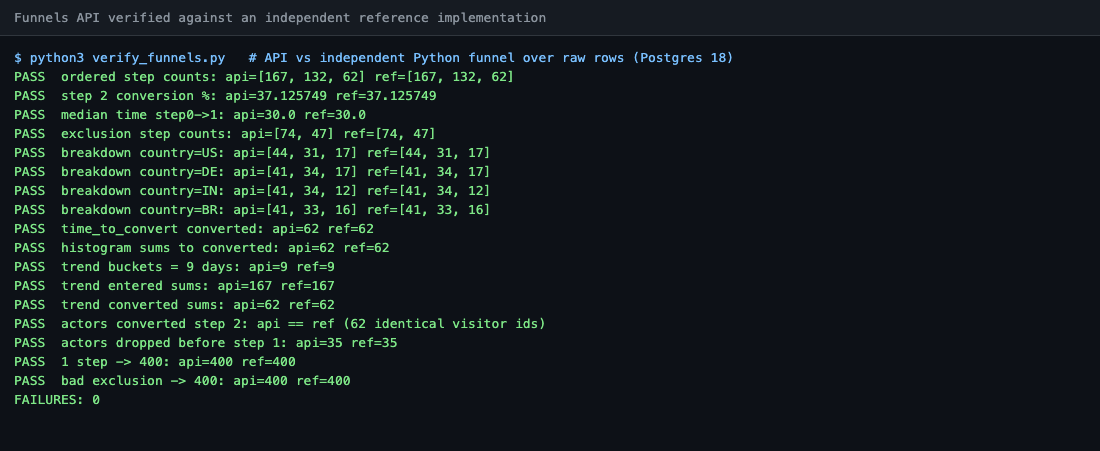 Funnels API verified against an independent reference implementation
$ python3 verify_funnels.py   # API vs independent Python funnel over raw rows (Postgres 18)
PASS  ordered step counts: api=[167, 132, 62] ref=[167, 132, 62]
PASS  step 2 conversion %: api=37.125749 ref=37.125749
PASS  median time step0->1: api=30.0 ref=30.0
PASS  exclusion step counts: api=[74, 47] ref=[74, 47]
PASS  breakdown country=US: api=[44, 31, 17] ref=[44, 31, 17]
PASS  breakdown country=DE: api=[41, 34, 17] ref=[41, 34, 17]
PASS  breakdown country=IN: api=[41, 34, 12] ref=[41, 34, 12]
PASS  breakdown country=BR: api=[41, 33, 16] ref=[41, 33, 16]
PASS  time_to_convert converted: api=62 ref=62
PASS  histogram sums to converted: api=62 ref=62
PASS  trend buckets = 9 days: api=9 ref=9
PASS  trend entered sums: api=167 ref=167
PASS  trend converted sums: api=62 ref=62
PASS  actors converted step 2: api == ref (62 identical visitor ids)
PASS  actors dropped before step 1: api=35 ref=35
PASS  1 step -> 400: api=400 ref=400
PASS  bad exclusion -> 400: api=400 ref=400
FAILURES: 0